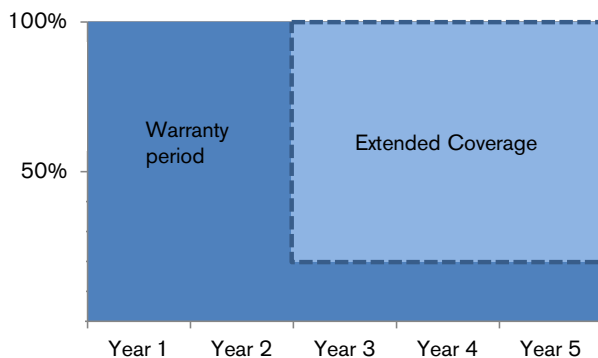 100%
Warranty
period
Extended Coverage
50%
Year 1 Year 2 Year 3 Year 4 Year 5